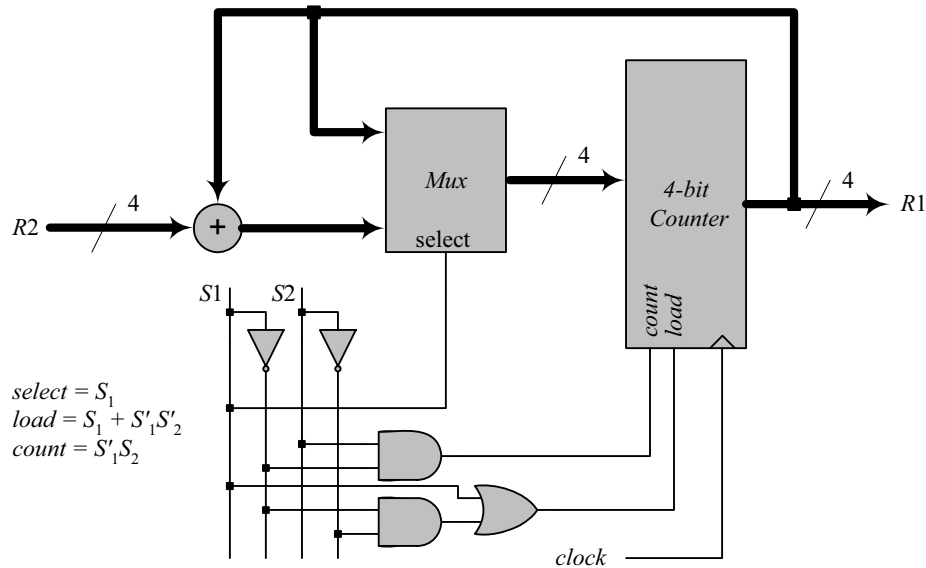 4
Mux
4-bit
Counter
4
R1
R2
4
+
select
S1
S2
count
load
select = S₁
load = S₁ + S′₁S′₂
count = S′₁S₂
clock